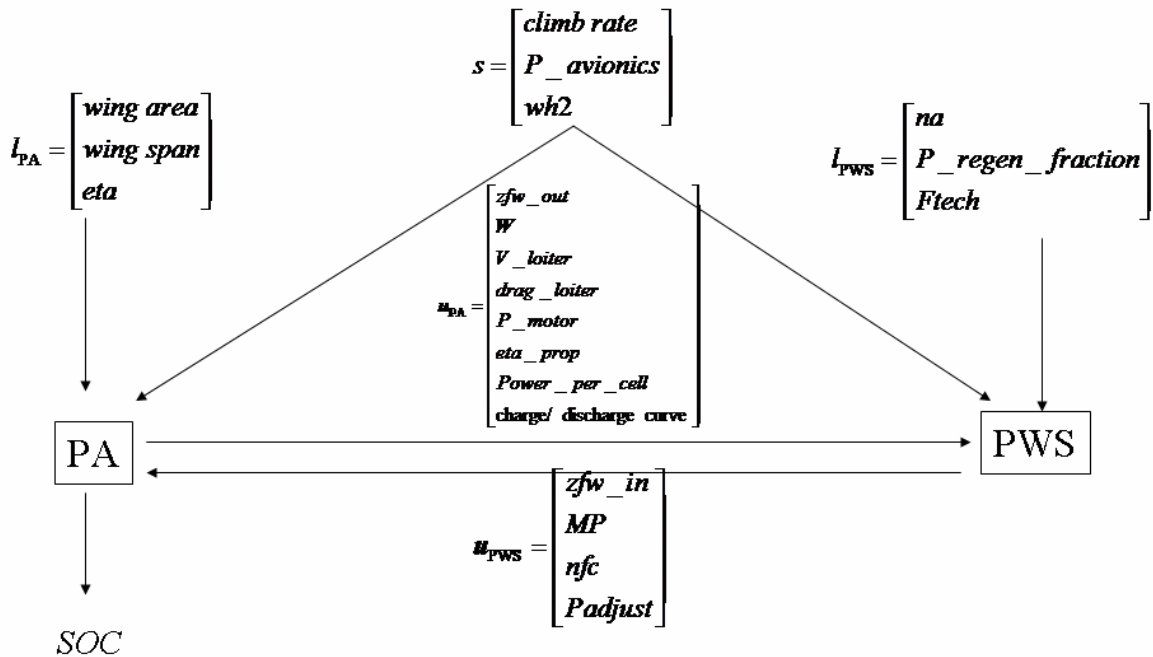 s = [climb rate
P_avionics
wh2]
l_PA = [wing area
wing span
eta]
l_PWS = [na
P_regen_fraction
Ftech]
u_PA = [zfw_out
W
V_loiter
drag_loiter
P_motor
eta_prop
Power_per_cell
charge/ discharge curve]
PA
PWS
u_PWS = [zfw_in
MP
nfc
Padjust]
SOC